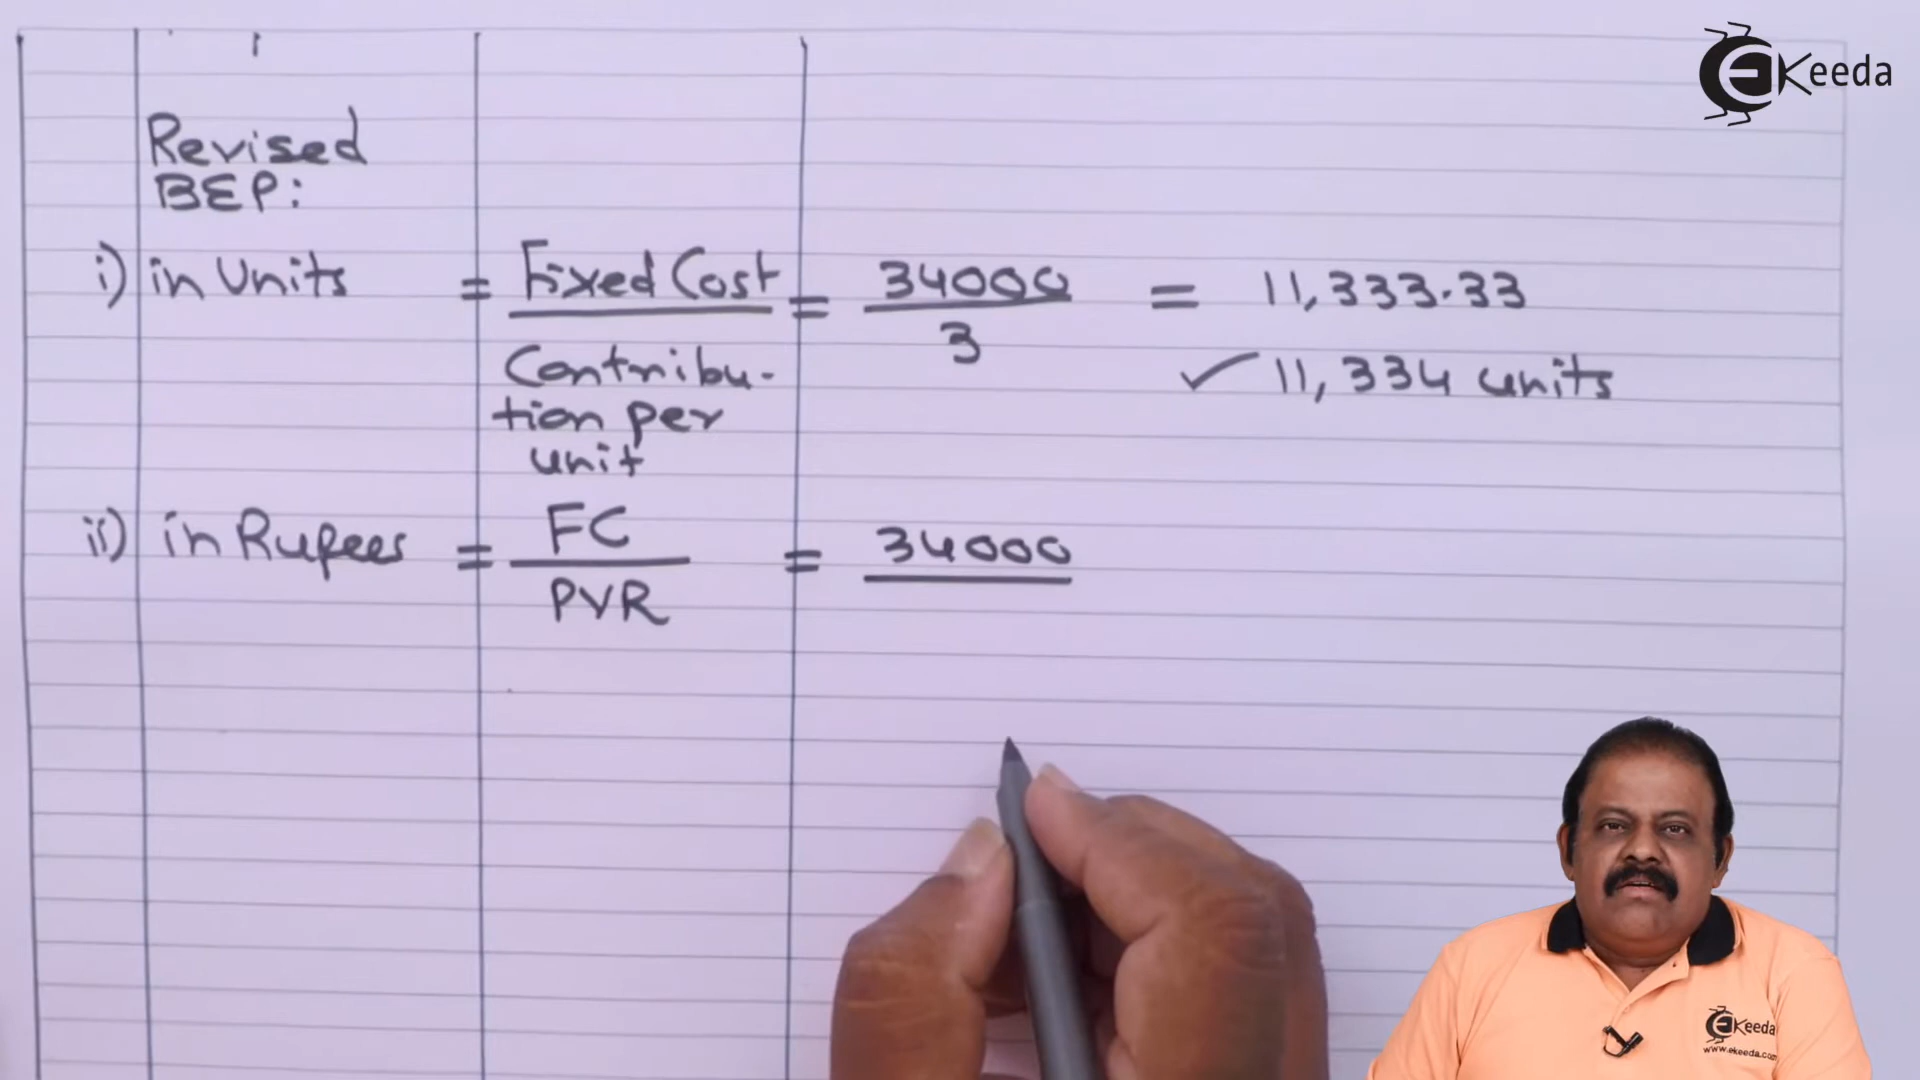 EKeeda
Revised
BEP:
i) in Units = Fixed Cost = 34000 = 11,333.33
Contribu- 3 ✓ 11,334 units
tion per
unit
ii) in Rupees = FC = 34000
PVR
EKeeda
www.ekeeda.com